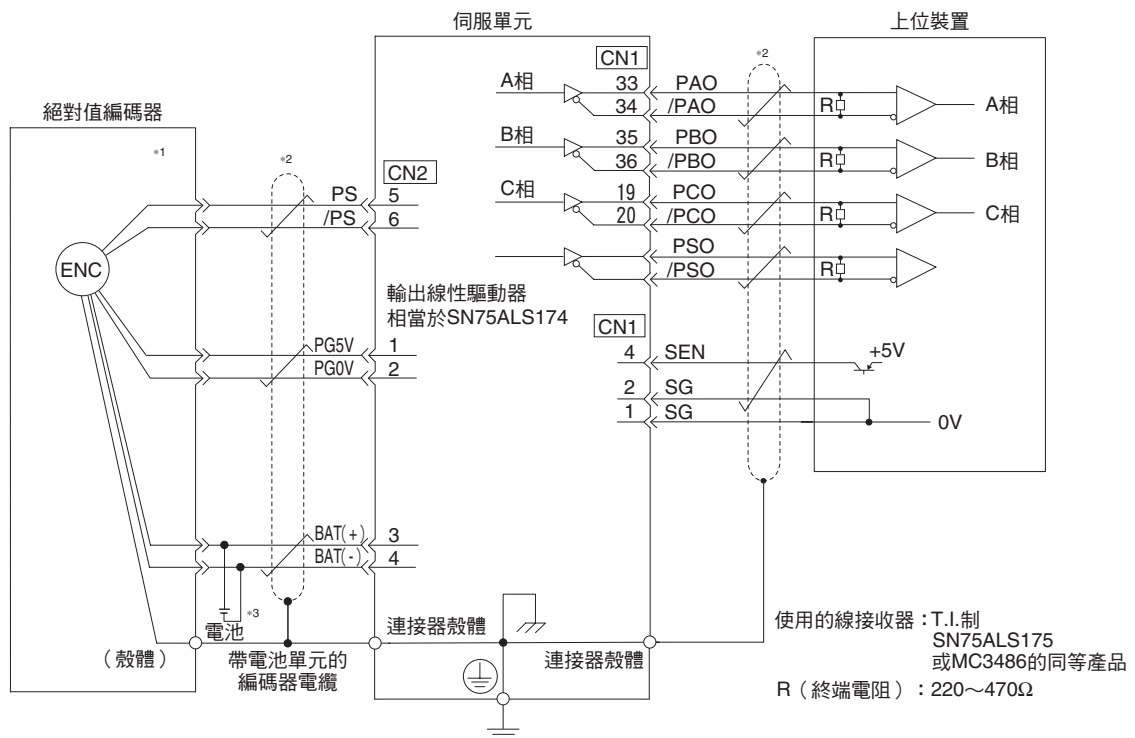 伺服單元
上位裝置
絕對值編碼器
*1
*2
CN2
PS 5
/PS 6
ENC
PG5V 1
PG0V 2
BAT(+) 3
BAT(-) 4
*3
電池
（殼體）
帶電池單元的
編碼器電纜
CN1
A相 33 PAO
34 /PAO
B相 35 PBO
36 /PBO
C相 19 PCO
20 /PCO
PSO
/PSO
輸出線性驅動器
相當於SN75ALS174
CN1
4 SEN
2 SG
1 SG
連接器殼體
連接器殼體
*2
R A相
R B相
R C相
R
+5V
0V
使用的線接收器：T.I.制
SN75ALS175
或MC3486的同等產品
R（終端電阻）：220～470Ω